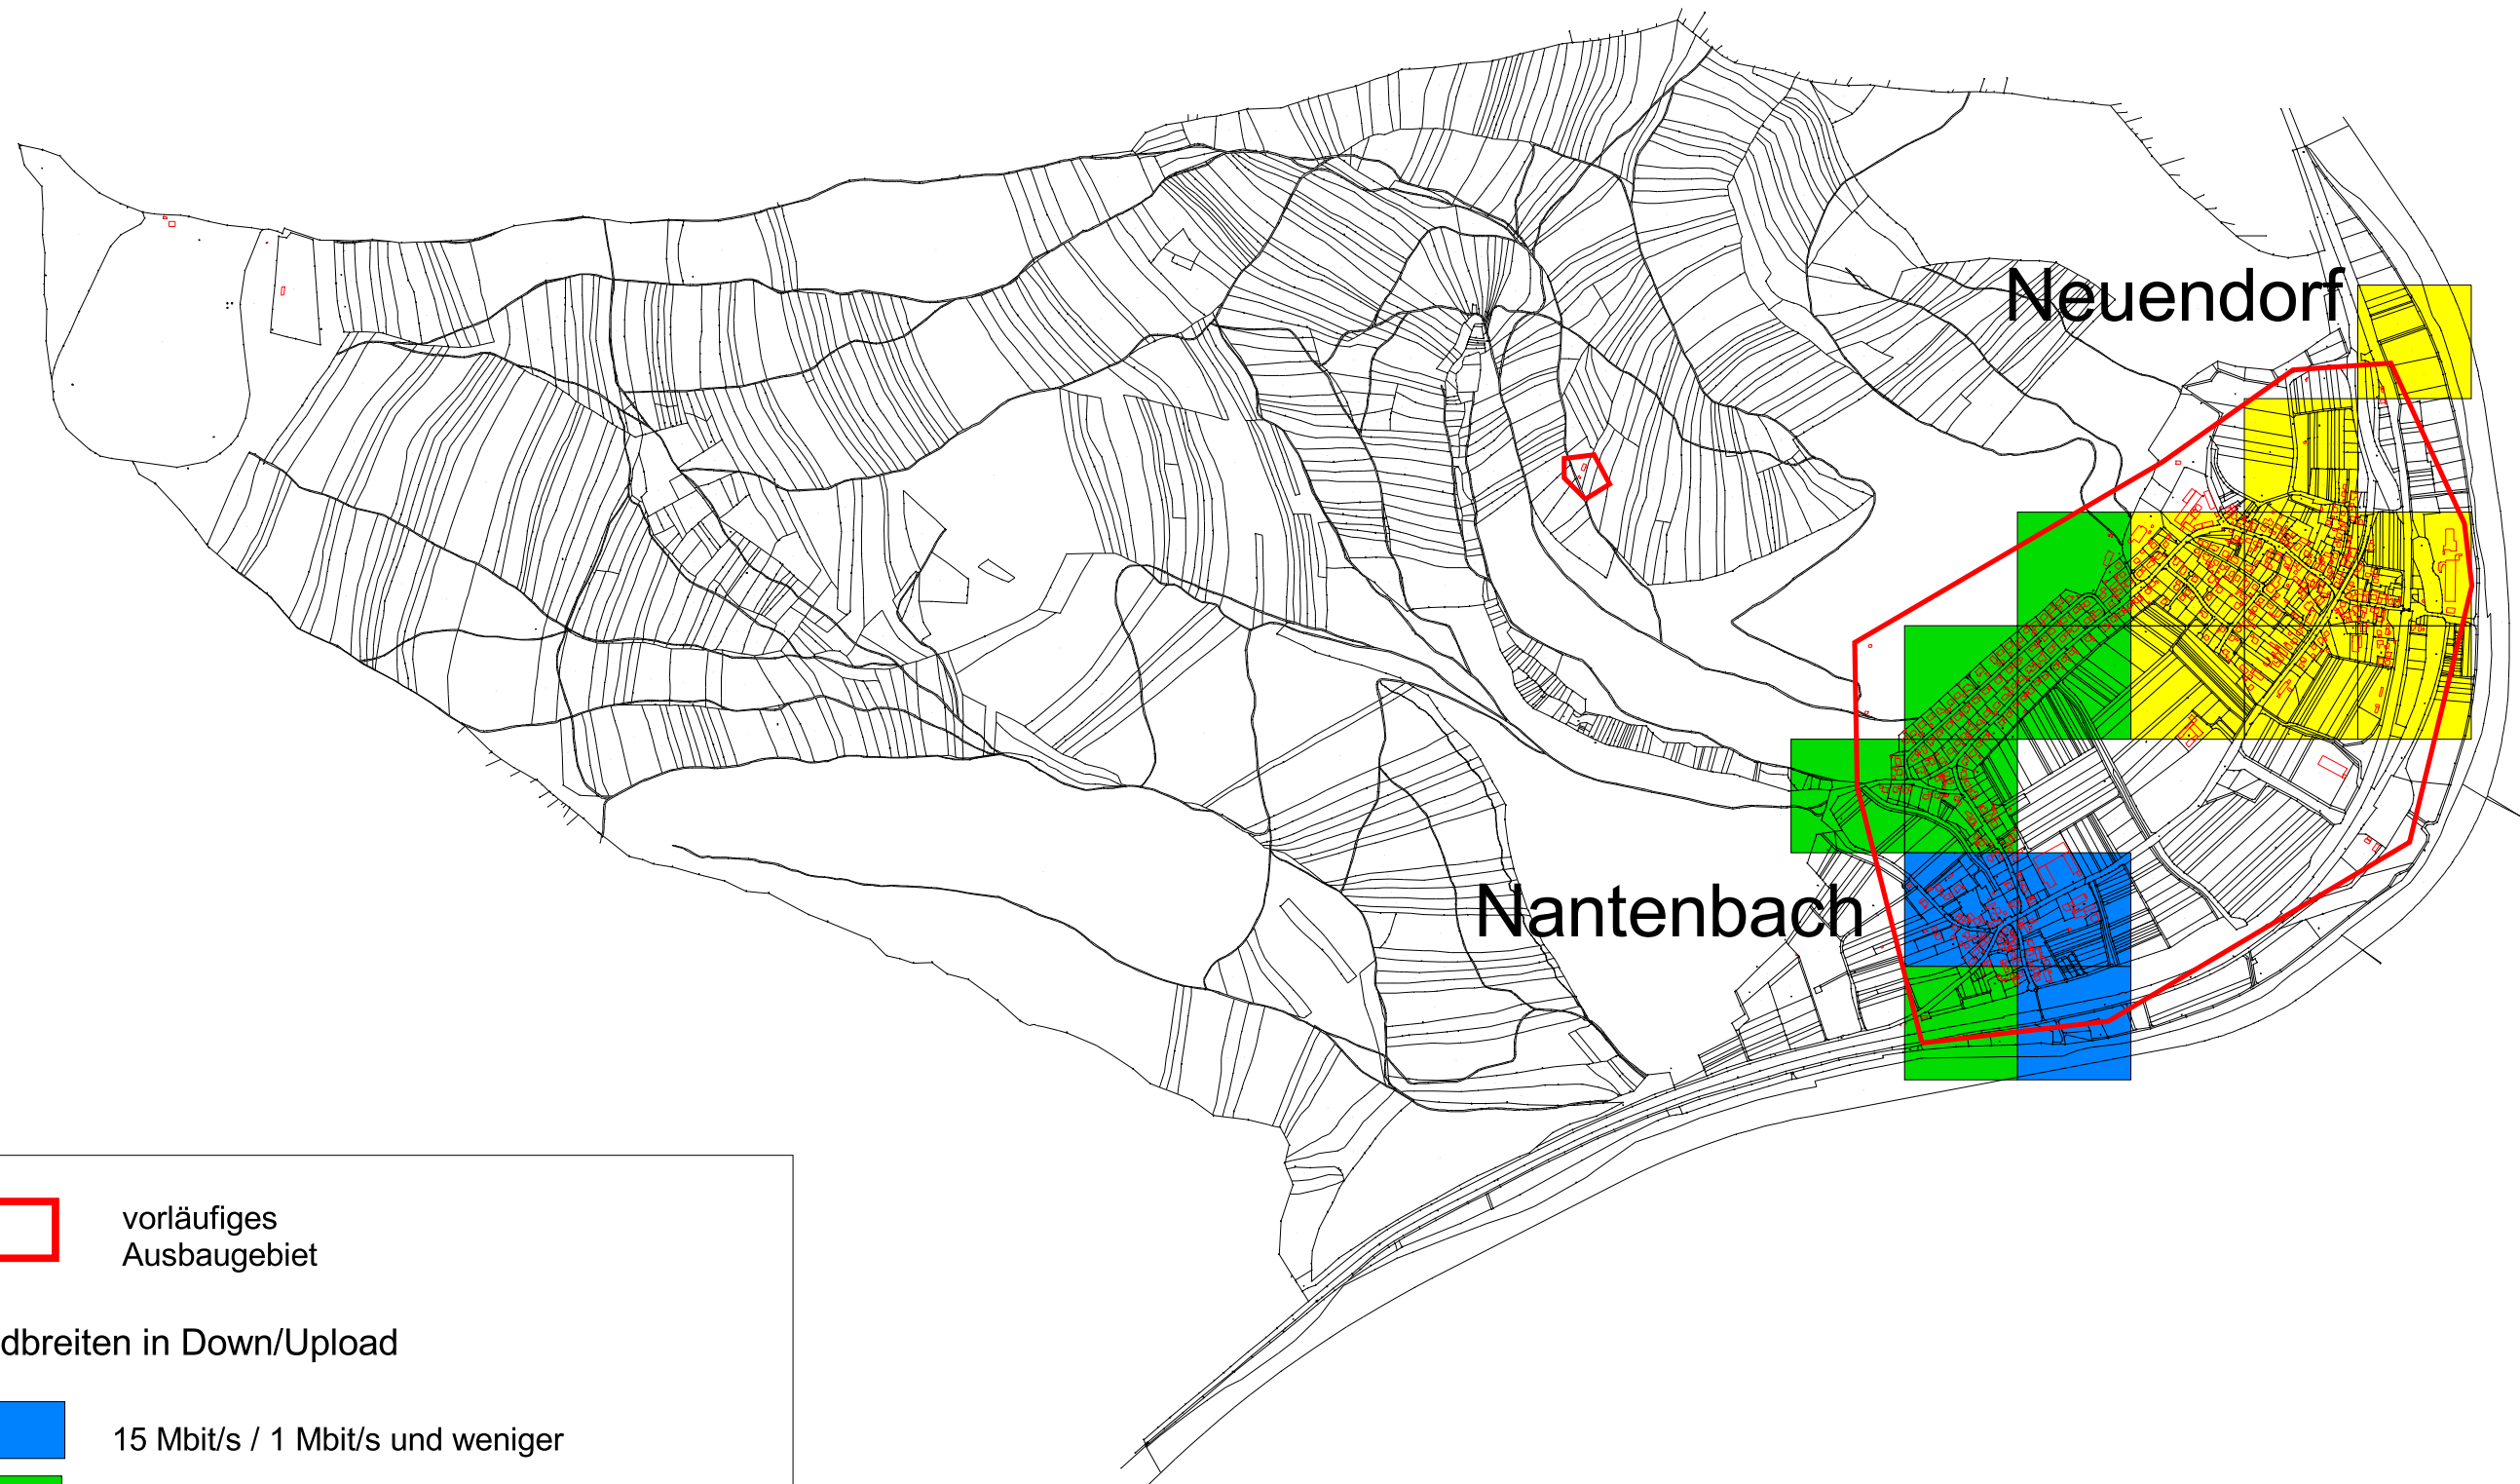 Neuendorf
Nantenbach
vorläufiges
Ausbaugebiet
dbreiten in Down/Upload
15 Mbit/s / 1 Mbit/s und weniger